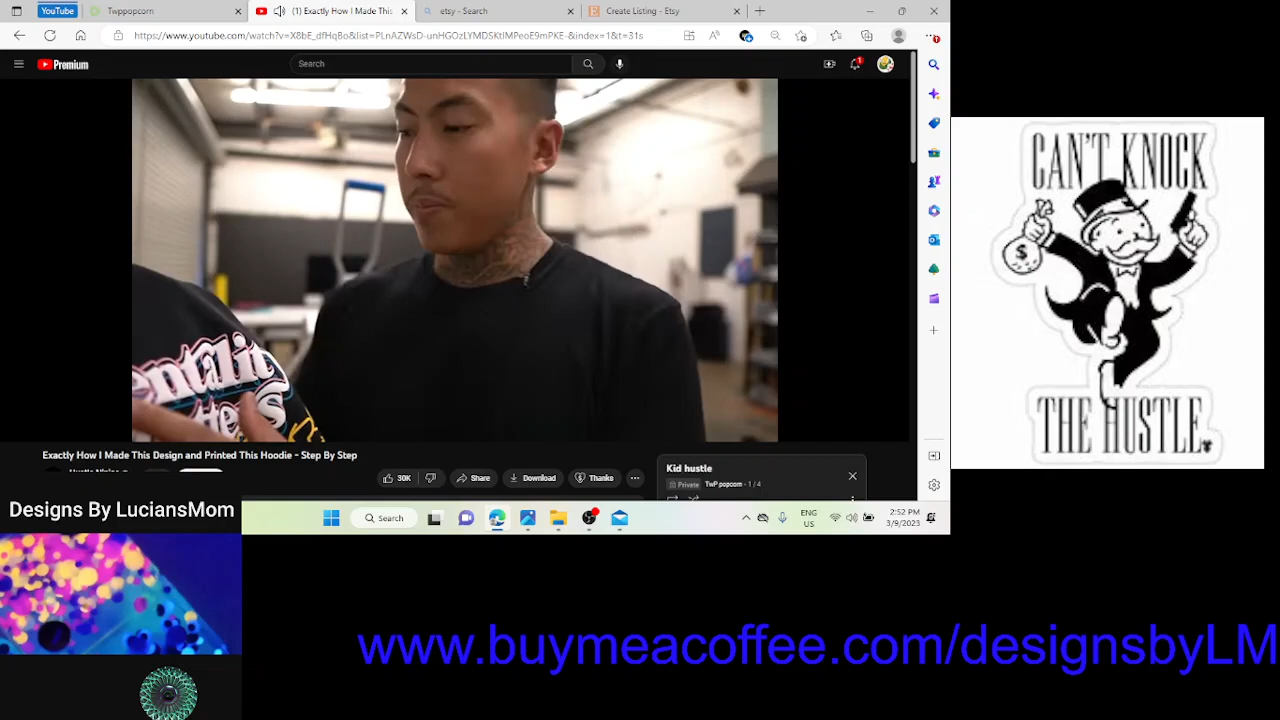 YouTube
Twppopcorn
(1) Exactly How I Made This
etsy - Search
Create Listing - Etsy
https://www.youtube.com/watch?v=X8bE_dfHqBo&list=PLnAZWsD-unHGOzLYMDSKtIMPeoE9mPKE-&index=1&t=31s
Premium
Search
1
entality
CAN'T KNOCK
$
THE HUSTLE
Exactly How I Made This Design and Printed This Hoodie - Step By Step
30K
Share
Download
Thanks
Kid hustle
Private TwP popcorn - 1 / 4
Designs By LuciansMom
Search
ENG
US
2:52 PM
3/9/2023
www.buymeacoffee.com/designsbyLM